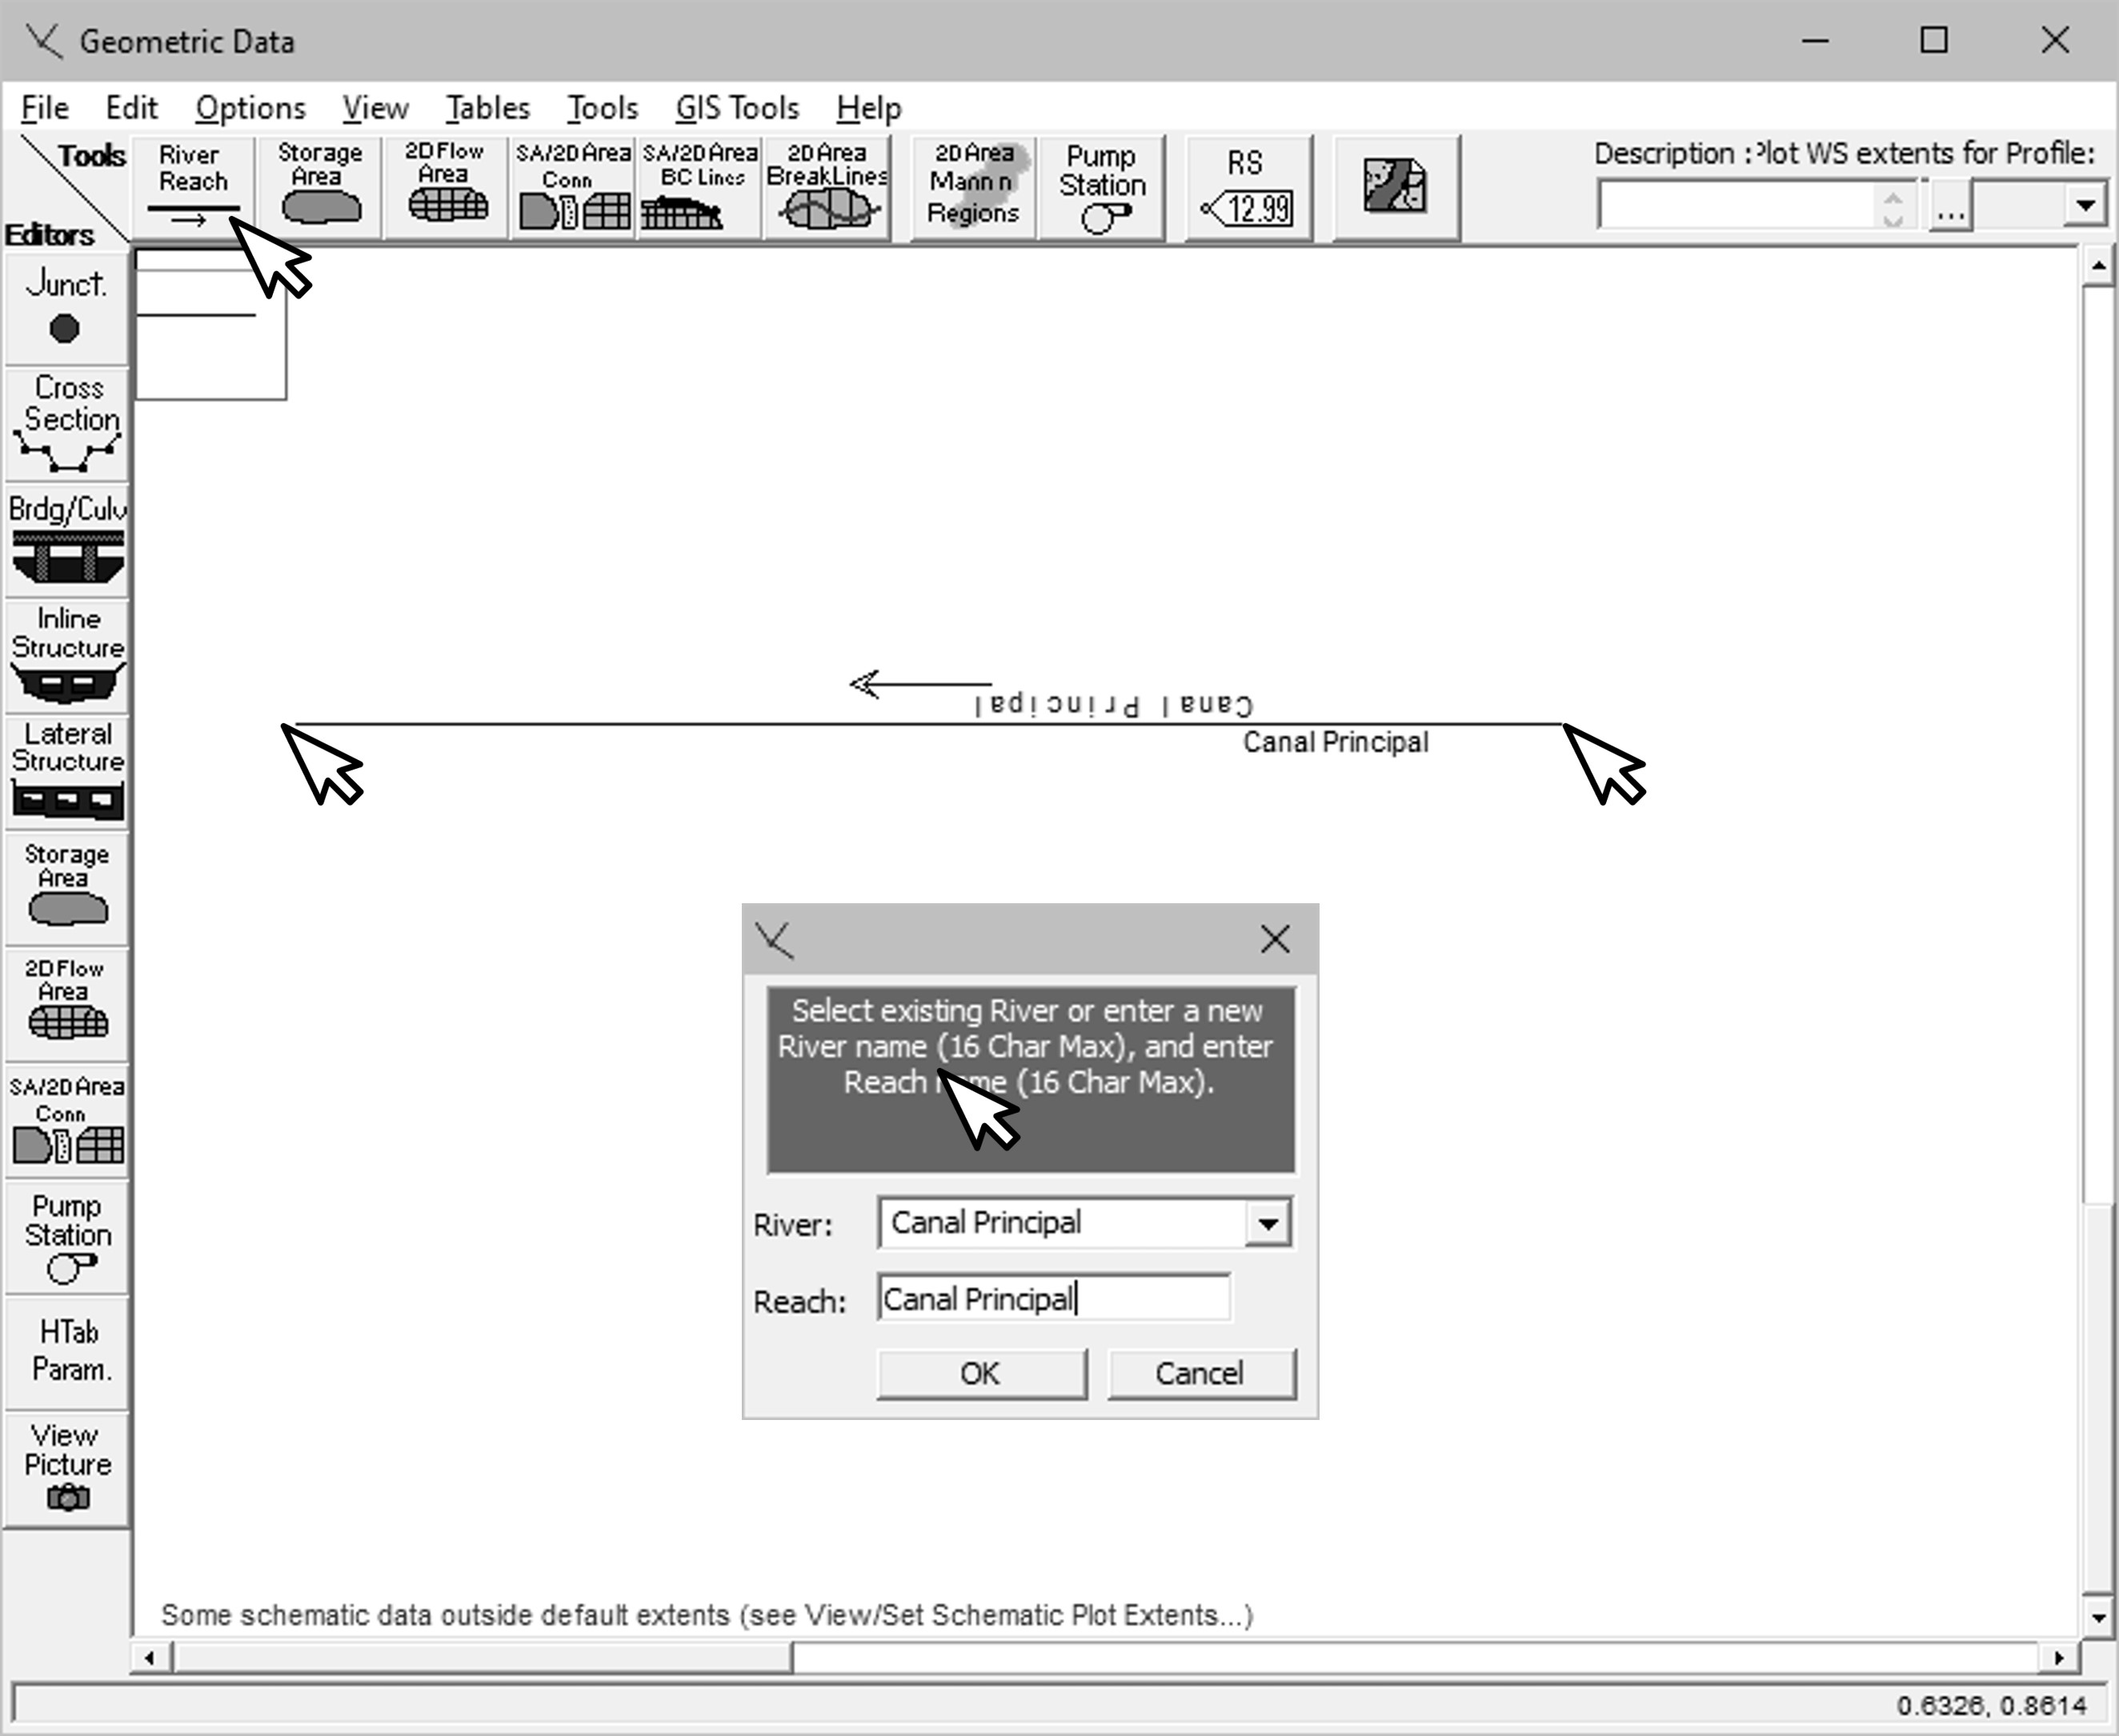 Geometric Data
File Edit Options View Tables Tools GIS Tools Help
Tools
Editors
River
Reach
Storage
Area
2D Flow
Area
SA/2D Area
Conn
SA/2D Area
BC Lines
2D Area
BreakLines
2D Area
Mann n
Regions
Pump
Station
RS
12.99
Description : Plot WS extents for Profile:
...
Junct.
Cross
Section
Brdg/Culv
Inline
Structure
Lateral
Structure
Storage
Area
2D Flow
Area
SA/2D Area
Conn
Pump
Station
HTab
Param.
View
Picture
Canal Principal
Canal Principal
Select existing River or enter a new
River name (16 Char Max), and enter
Reach name (16 Char Max).
River: Canal Principal
Reach: Canal Principal
OK Cancel
Some schematic data outside default extents (see View/Set Schematic Plot Extents...)
0.6326, 0.8614